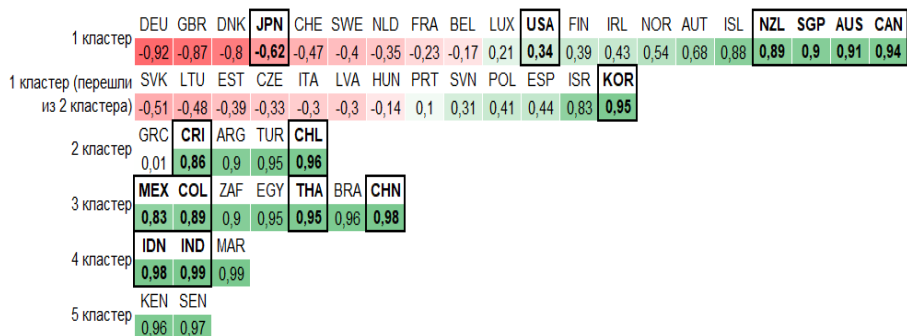 DEU GBR DNK JPN CHE SWE NLD FRA BEL LUX USA FIN IRL NOR AUT ISL NZL SGP AUS CAN
1 кластер -0,92 -0,87 -0,8 -0,62 -0,47 -0,4 -0,35 -0,23 -0,17 0,21 0,34 0,39 0,43 0,54 0,68 0,88 0,89 0,9 0,91 0,94
1 кластер (перешли SVK LTU EST CZE ITA LVA HUN PRT SVN POL ESP ISR KOR
из 2 кластера) -0,51 -0,48 -0,39 -0,33 -0,3 -0,3 -0,14 0,1 0,31 0,41 0,44 0,83 0,95
GRC CRI ARG TUR CHL
2 кластер 0,01 0,86 0,9 0,95 0,96
MEX COL ZAF EGY THA BRA CHN
3 кластер 0,83 0,89 0,9 0,95 0,95 0,96 0,98
IDN IND MAR
4 кластер 0,98 0,99 0,99
KEN SEN
5 кластер 0,96 0,97